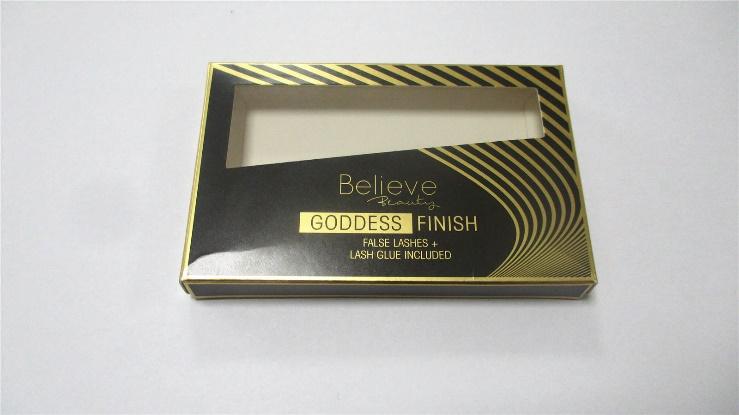 Believe
Beauty
GODDESS FINISH
FALSE LASHES +
LASH GLUE INCLUDED